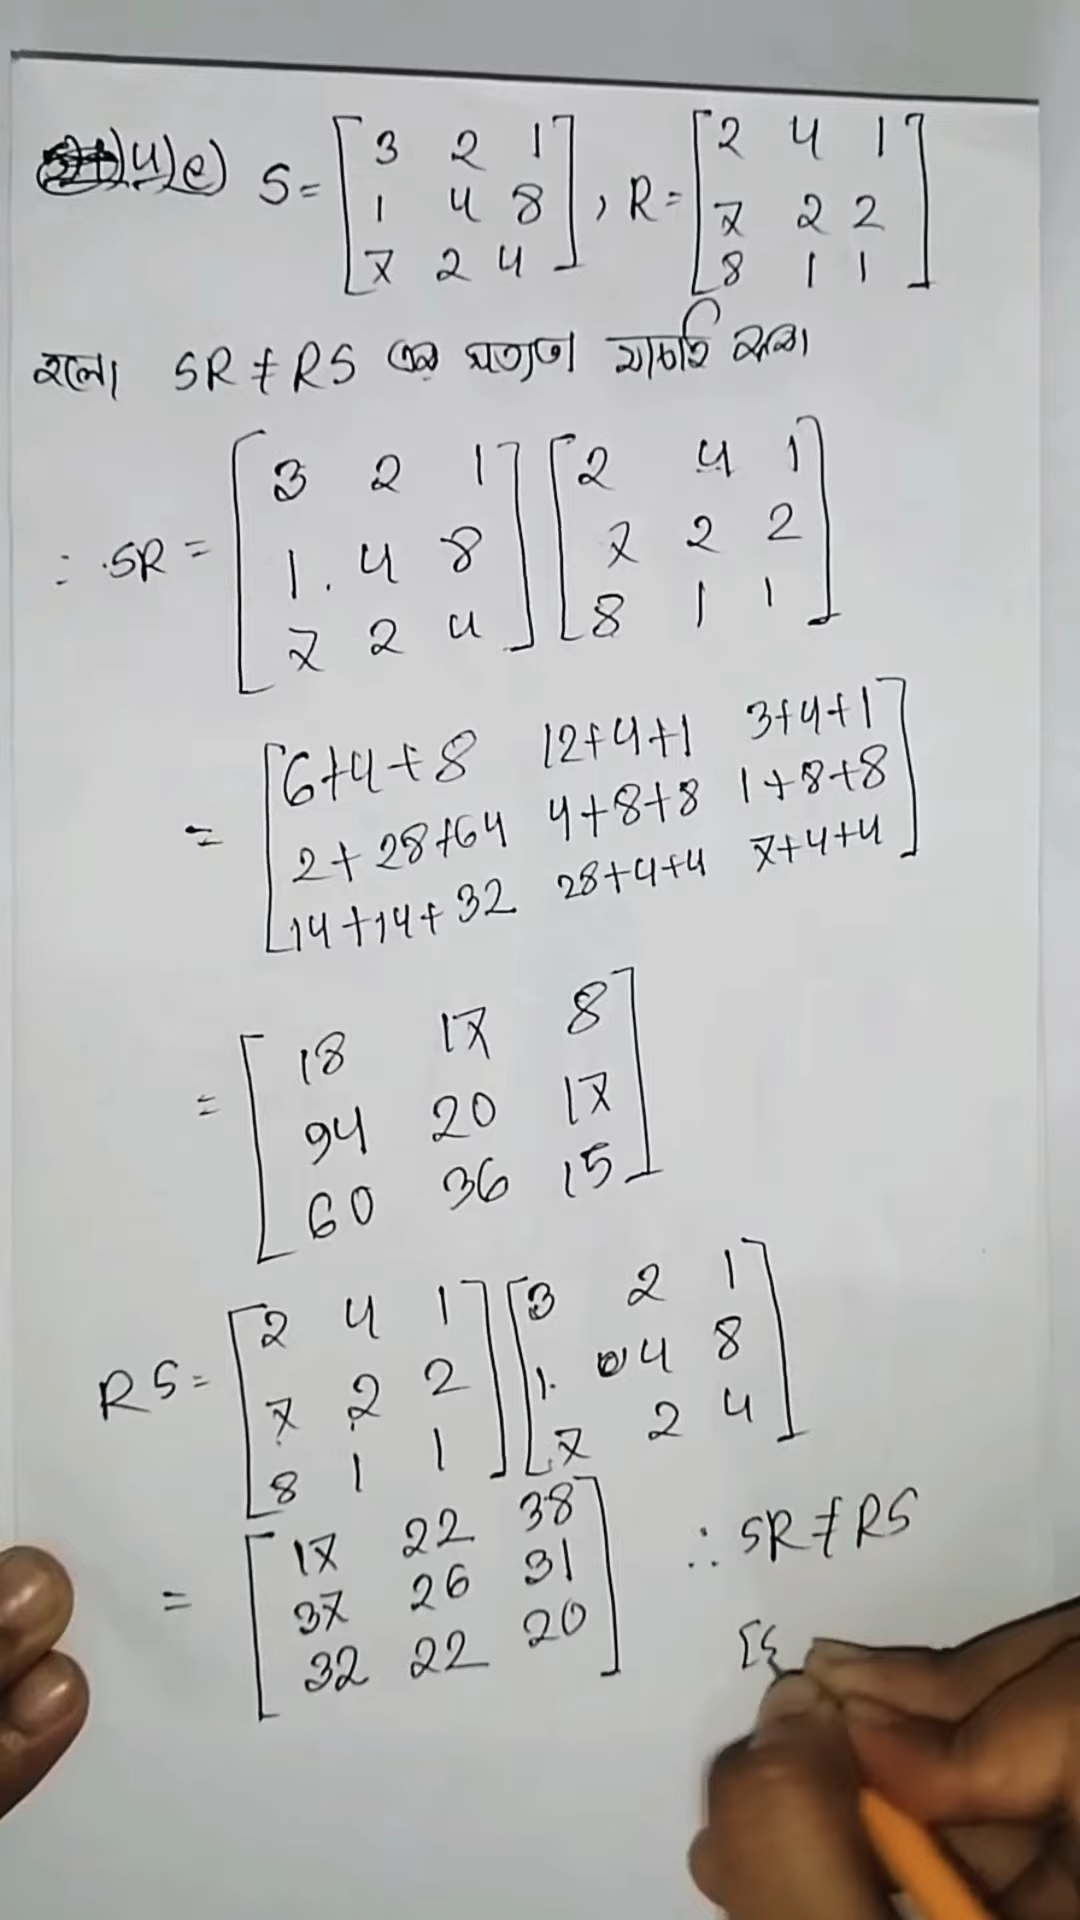 4)e) S = [3 2 1 , R = [2 4 1
1 4 8 7 2 2
7 2 4] 8 1 1]
হলে। SR ≠ RS এর সত্যতা যাচাই কর।
∴ SR = [3 2 1] [2 4 1
1. 4 8 7 2 2
7 2 4 8 1 1]
= [6+4+8 12+4+1 3+4+1
2+28+64 4+8+8 1+8+8
14+14+32 28+4+4 7+4+4]
= [18 17 8
94 20 17
60 36 15]
RS = [2 4 1] [3 2 1
7 2 2 1. 4 8
8 1 1 7 2 4]
= [17 22 38
37 26 31 ∴ SR ≠ RS
32 22 20]